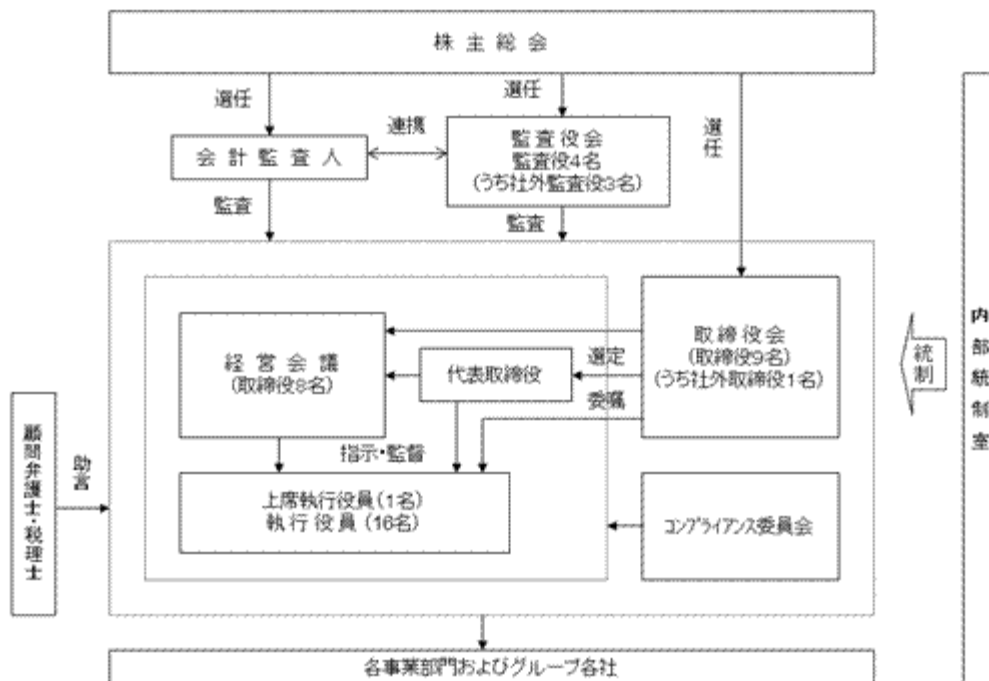 株主総会
選任
選任
選任
会計監査人
連携
監査役会
監査役4名
(うち社外監査役3名)
監査
監査
経営会議
(取締役8名)
代表取締役
選定
委嘱
取締役会
(取締役9名)
(うち社外取締役1名)
統制
内部統制室
顧問弁護士・税理士
助言
指示・監督
上席執行役員(1名)
執行役員(16名)
コンプライアンス委員会
各事業部門およびグループ各社